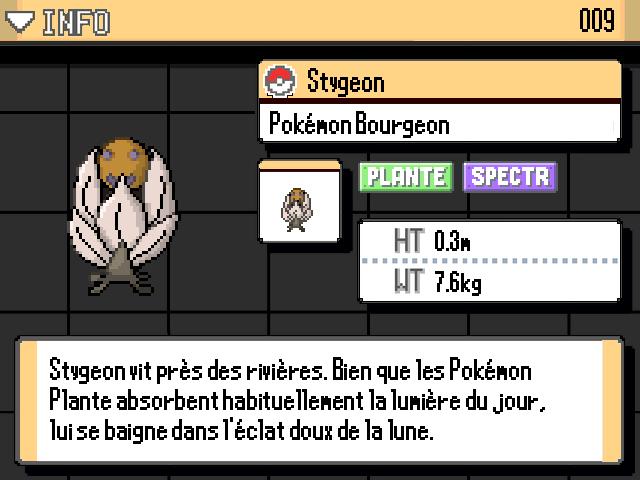 INFO
009
Stygeon
Pokémon Bourgeon
PLANTE SPECTR
HT 0.3m
WT 7.6kg
Stygeon vit près des rivières. Bien que les Pokémon
Plante absorbent habituellement la lumière du jour,
lui se baigne dans l'éclat doux de la lune.